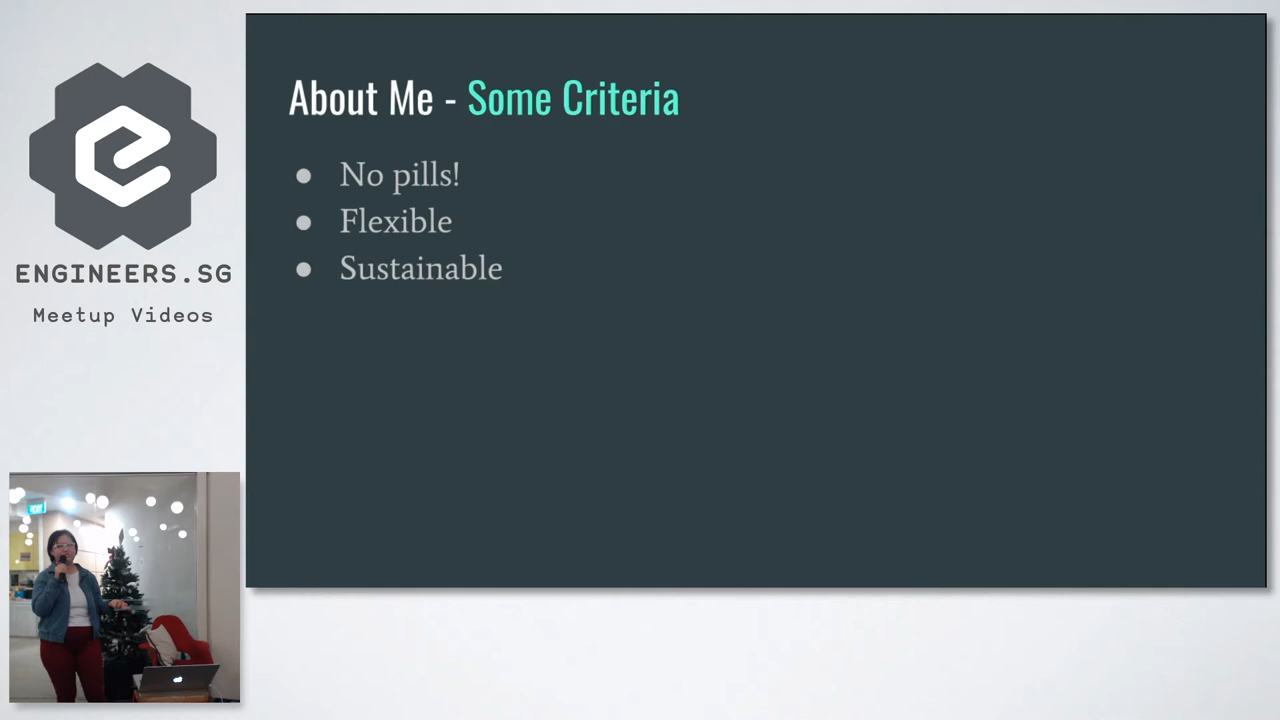 About Me - Some Criteria
● No pills!
● Flexible
● Sustainable
ENGINEERS.SG
Meetup Videos